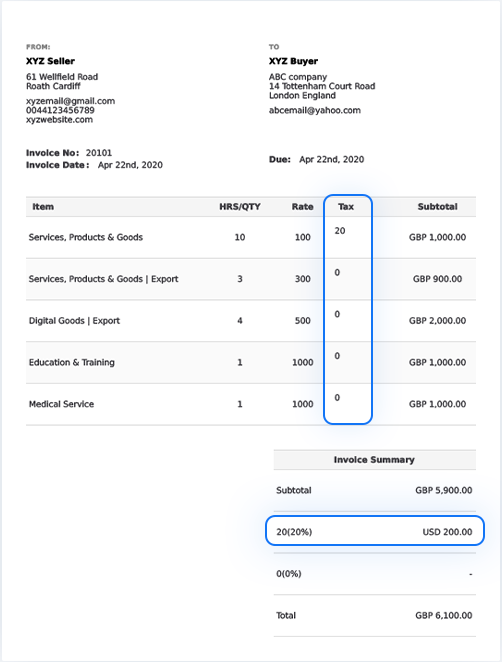 FROM:
XYZ Seller
61 Wellfield Road
Roath Cardiff
xyzemail@gmail.com
0044123456789
xyzwebsite.com
TO
XYZ Buyer
ABC company
14 Tottenham Court Road
London England
abcemail@yahoo.com
Invoice No: 20101
Invoice Date: Apr 22nd, 2020
Due: Apr 22nd, 2020
Item HRS/QTY Rate Tax Subtotal
Services, Products & Goods 10 100 20 GBP 1,000.00
Services, Products & Goods | Export 3 300 0 GBP 900.00
Digital Goods | Export 4 500 0 GBP 2,000.00
Education & Training 1 1000 0 GBP 1,000.00
Medical Service 1 1000 0 GBP 1,000.00
Invoice Summary
Subtotal GBP 5,900.00
20(20%) USD 200.00
0(0%) -
Total GBP 6,100.00